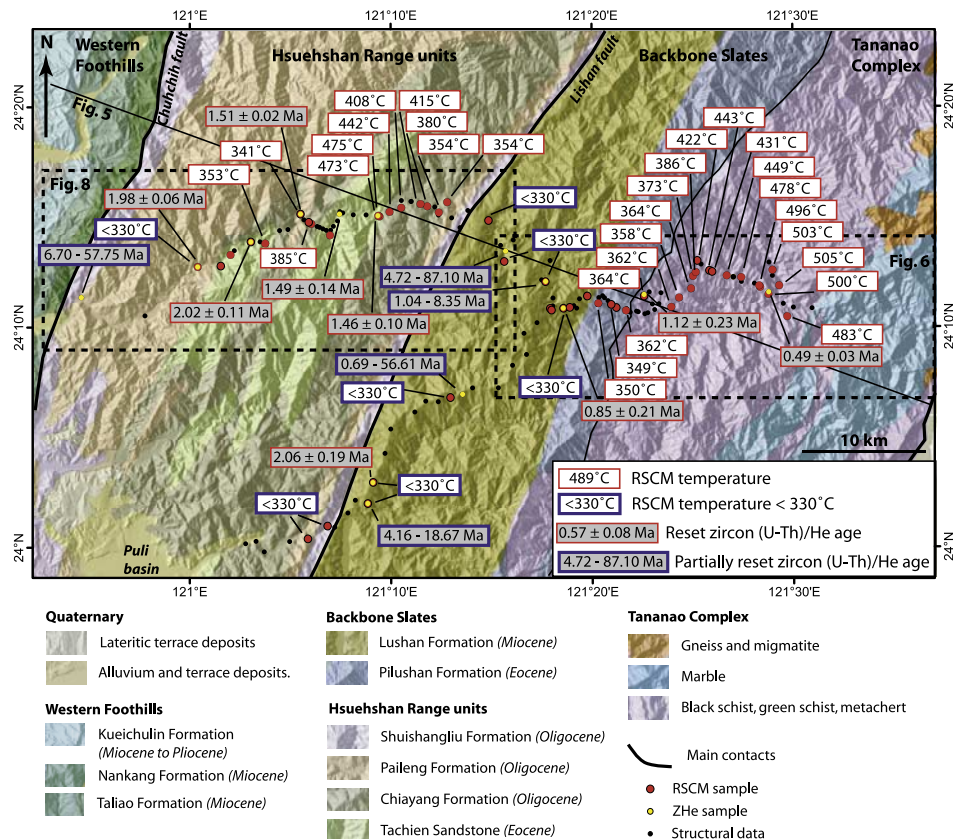 121°E
121°10'E
121°20'E
121°30'E
24°20'N
24°10'N
24°N
24°20'N
24°10'N
24°N
N
Western
Foothills
Chuhchih fault
Hsuehshan Range units
Lishan fault
Backbone Slates
Tananao
Complex
Fig. 5
Fig. 8
Fig. 6
1.51 ± 0.02 Ma
408°C
415°C
442°C
380°C
475°C
354°C
354°C
473°C
341°C
353°C
1.98 ± 0.06 Ma
<330°C
6.70 - 57.75 Ma
385°C
1.49 ± 0.14 Ma
2.02 ± 0.11 Ma
1.46 ± 0.10 Ma
<330°C
<330°C
4.72 - 87.10 Ma
1.04 - 8.35 Ma
443°C
422°C
431°C
386°C
449°C
373°C
478°C
364°C
496°C
358°C
503°C
362°C
505°C
364°C
500°C
1.12 ± 0.23 Ma
483°C
362°C
0.49 ± 0.03 Ma
349°C
350°C
<330°C
0.85 ± 0.21 Ma
0.69 - 56.61 Ma
<330°C
2.06 ± 0.19 Ma
<330°C
<330°C
4.16 - 18.67 Ma
Puli
basin
10 km
489°C RSCM temperature
<330°C RSCM temperature < 330°C
0.57 ± 0.08 Ma Reset zircon (U-Th)/He age
4.72 - 87.10 Ma Partially reset zircon (U-Th)/He age
121°E
121°10'E
121°20'E
121°30'E
Quaternary
Lateritic terrace deposits
Alluvium and terrace deposits.
Western Foothills
Kueichulin Formation
(Miocene to Pliocene)
Nankang Formation (Miocene)
Taliao Formation (Miocene)
Backbone Slates
Lushan Formation (Miocene)
Pilushan Formation (Eocene)
Hsuehshan Range units
Shuishangliu Formation (Oligocene)
Paileng Formation (Oligocene)
Chiayang Formation (Oligocene)
Tachien Sandstone (Eocene)
Tananao Complex
Gneiss and migmatite
Marble
Black schist, green schist, metachert
Main contacts
RSCM sample
ZHe sample
Structural data